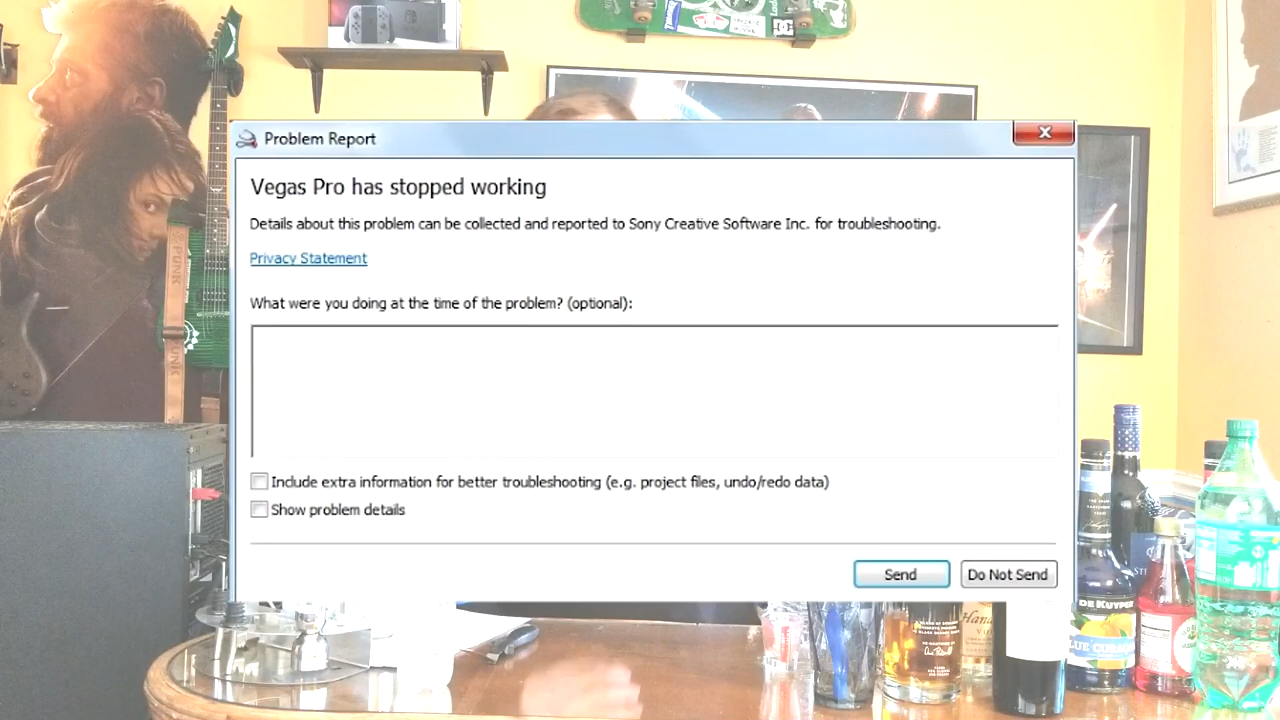 Problem Report
X
Vegas Pro has stopped working
Details about this problem can be collected and reported to Sony Creative Software Inc. for troubleshooting.
Privacy Statement
What were you doing at the time of the problem? (optional):
Include extra information for better troubleshooting (e.g. project files, undo/redo data)
Show problem details
Send
Do Not Send
PUNK
PUNK
DE KUYPER